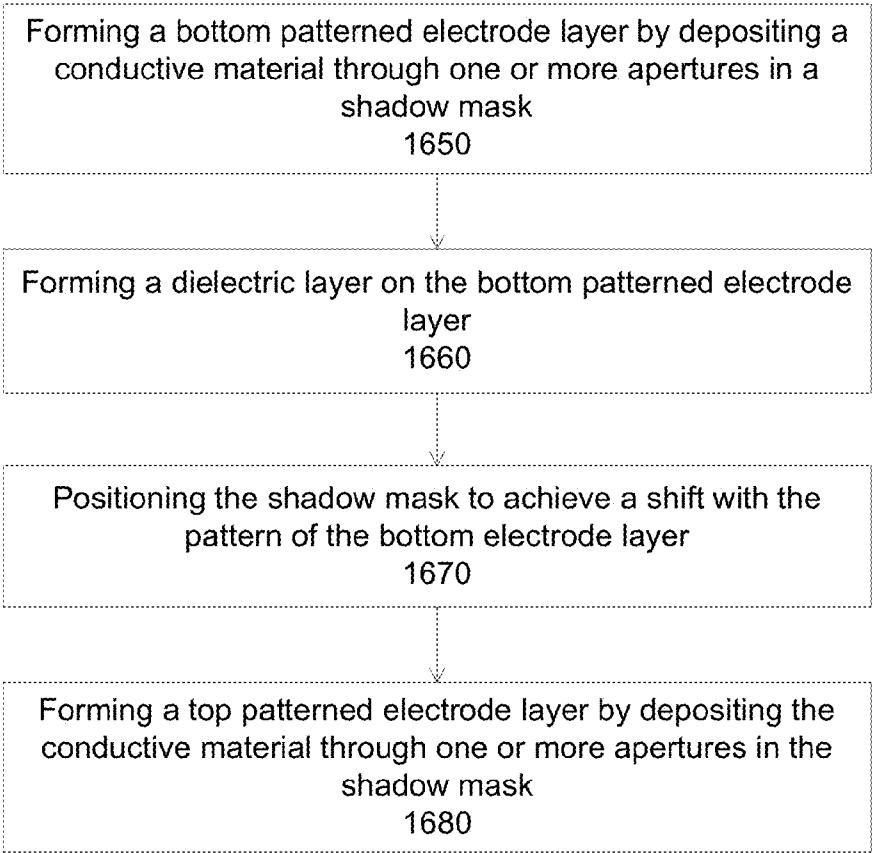 Forming a bottom patterned electrode layer by depositing a
conductive material through one or more apertures in a
shadow mask
1650
Forming a dielectric layer on the bottom patterned electrode
layer
1660
Positioning the shadow mask to achieve a shift with the
pattern of the bottom electrode layer
1670
Forming a top patterned electrode layer by depositing the
conductive material through one or more apertures in the
shadow mask
1680